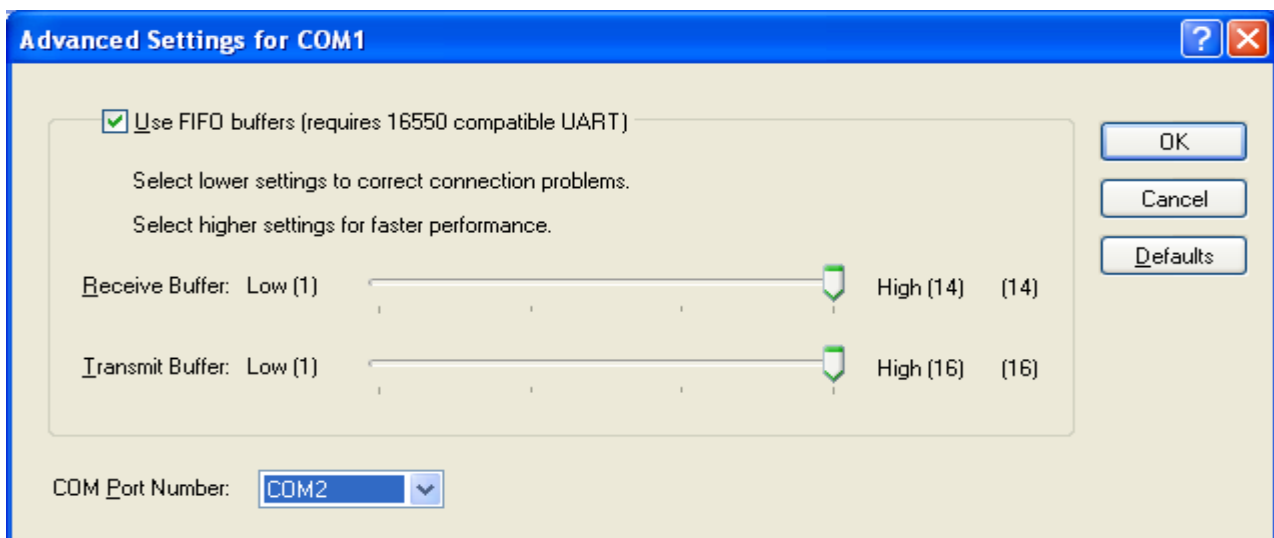 Advanced Settings for COM1
Use FIFO buffers (requires 16550 compatible UART)
OK
Select lower settings to correct connection problems.
Cancel
Select higher settings for faster performance.
Defaults
Receive Buffer: Low (1) High (14) (14)
Transmit Buffer: Low (1) High (16) (16)
COM Port Number: COM2